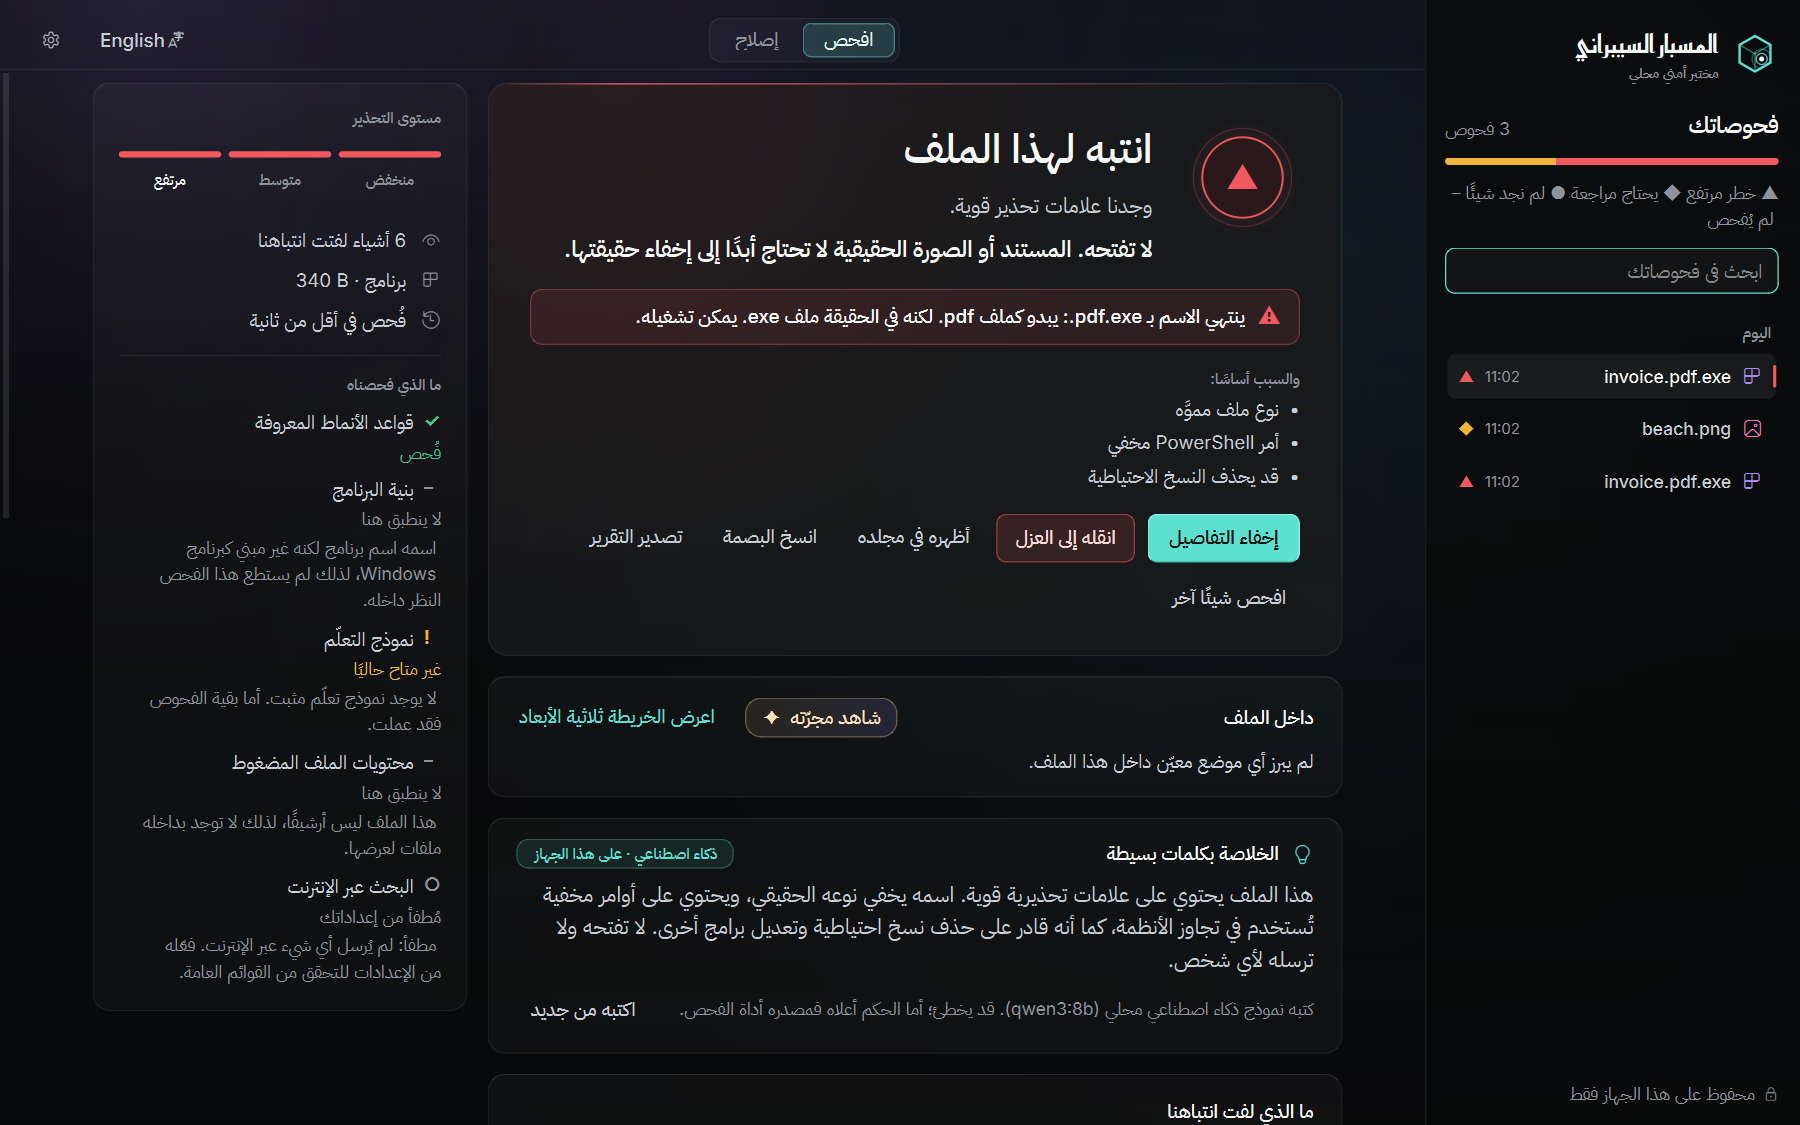 المسبار السيبراني
مختبر أمني محلي
فحوصاتك
3 فحوص
▲ خطر مرتفع ◆ يحتاج مراجعة ● لم نجد شيئًا –
لم يُفحص
ابحث في فحوصاتك
اليوم
invoice.pdf.exe 11:02
beach.png 11:02
invoice.pdf.exe 11:02
محفوظ على هذا الجهاز فقط
افحص
إصلاح
English
انتبه لهذا الملف
وجدنا علامات تحذير قوية.
لا تفتحه. المستند أو الصورة الحقيقية لا تحتاج أبدًا إلى إخفاء حقيقتها.
ينتهي الاسم بـ pdf.exe.: يبدو كملف pdf. لكنه في الحقيقة ملف exe. يمكن تشغيله.
والسبب أساسًا:
• نوع ملف مموَّه
• أمر PowerShell مخفي
• قد يحذف النسخ الاحتياطية
إخفاء التفاصيل
انقله إلى العزل
أظهره في مجلده
انسخ البصمة
تصدير التقرير
افحص شيئًا آخر
داخل الملف
شاهد مجرّته ✦
اعرض الخريطة ثلاثية الأبعاد
لم يبرز أي موضع معيّن داخل هذا الملف.
الخلاصة بكلمات بسيطة
ذكاء اصطناعي · على هذا الجهاز
هذا الملف يحتوي على علامات تحذيرية قوية. اسمه يخفي نوعه الحقيقي، ويحتوي على أوامر مخفية
تُستخدم في تجاوز الأنظمة، كما أنه قادر على حذف نسخ احتياطية وتعديل برامج أخرى. لا تفتحه ولا
ترسله لأي شخص.
كتبه نموذج ذكاء اصطناعي محلي (qwen3:8b). قد يخطئ؛ أما الحكم أعلاه فمصدره أداة الفحص.
اكتبه من جديد
ما الذي لفت انتباهنا
مستوى التحذير
منخفض
متوسط
مرتفع
6 أشياء لفتت انتباهنا
برنامج · 340 B
فُحص في أقل من ثانية
ما الذي فحصناه
قواعد الأنماط المعروفة
فُحص
– بنية البرنامج
لا ينطبق هنا
اسمه اسم برنامج لكنه غير مبني كبرنامج
Windows، لذلك لم يستطع هذا الفحص
النظر داخله.
! نموذج التعلّم
غير متاح حاليًا
لا يوجد نموذج تعلّم مثبت. أما بقية الفحوص
فقد عملت.
– محتويات الملف المضغوط
لا ينطبق هنا
هذا الملف ليس أرشيفًا، لذلك لا توجد بداخله
ملفات لعرضها.
البحث عبر الإنترنت
مُطفأ من إعداداتك
مطفأ: لم يُرسل أي شيء عبر الإنترنت. فعّله
من الإعدادات للتحقق من القوائم العامة.